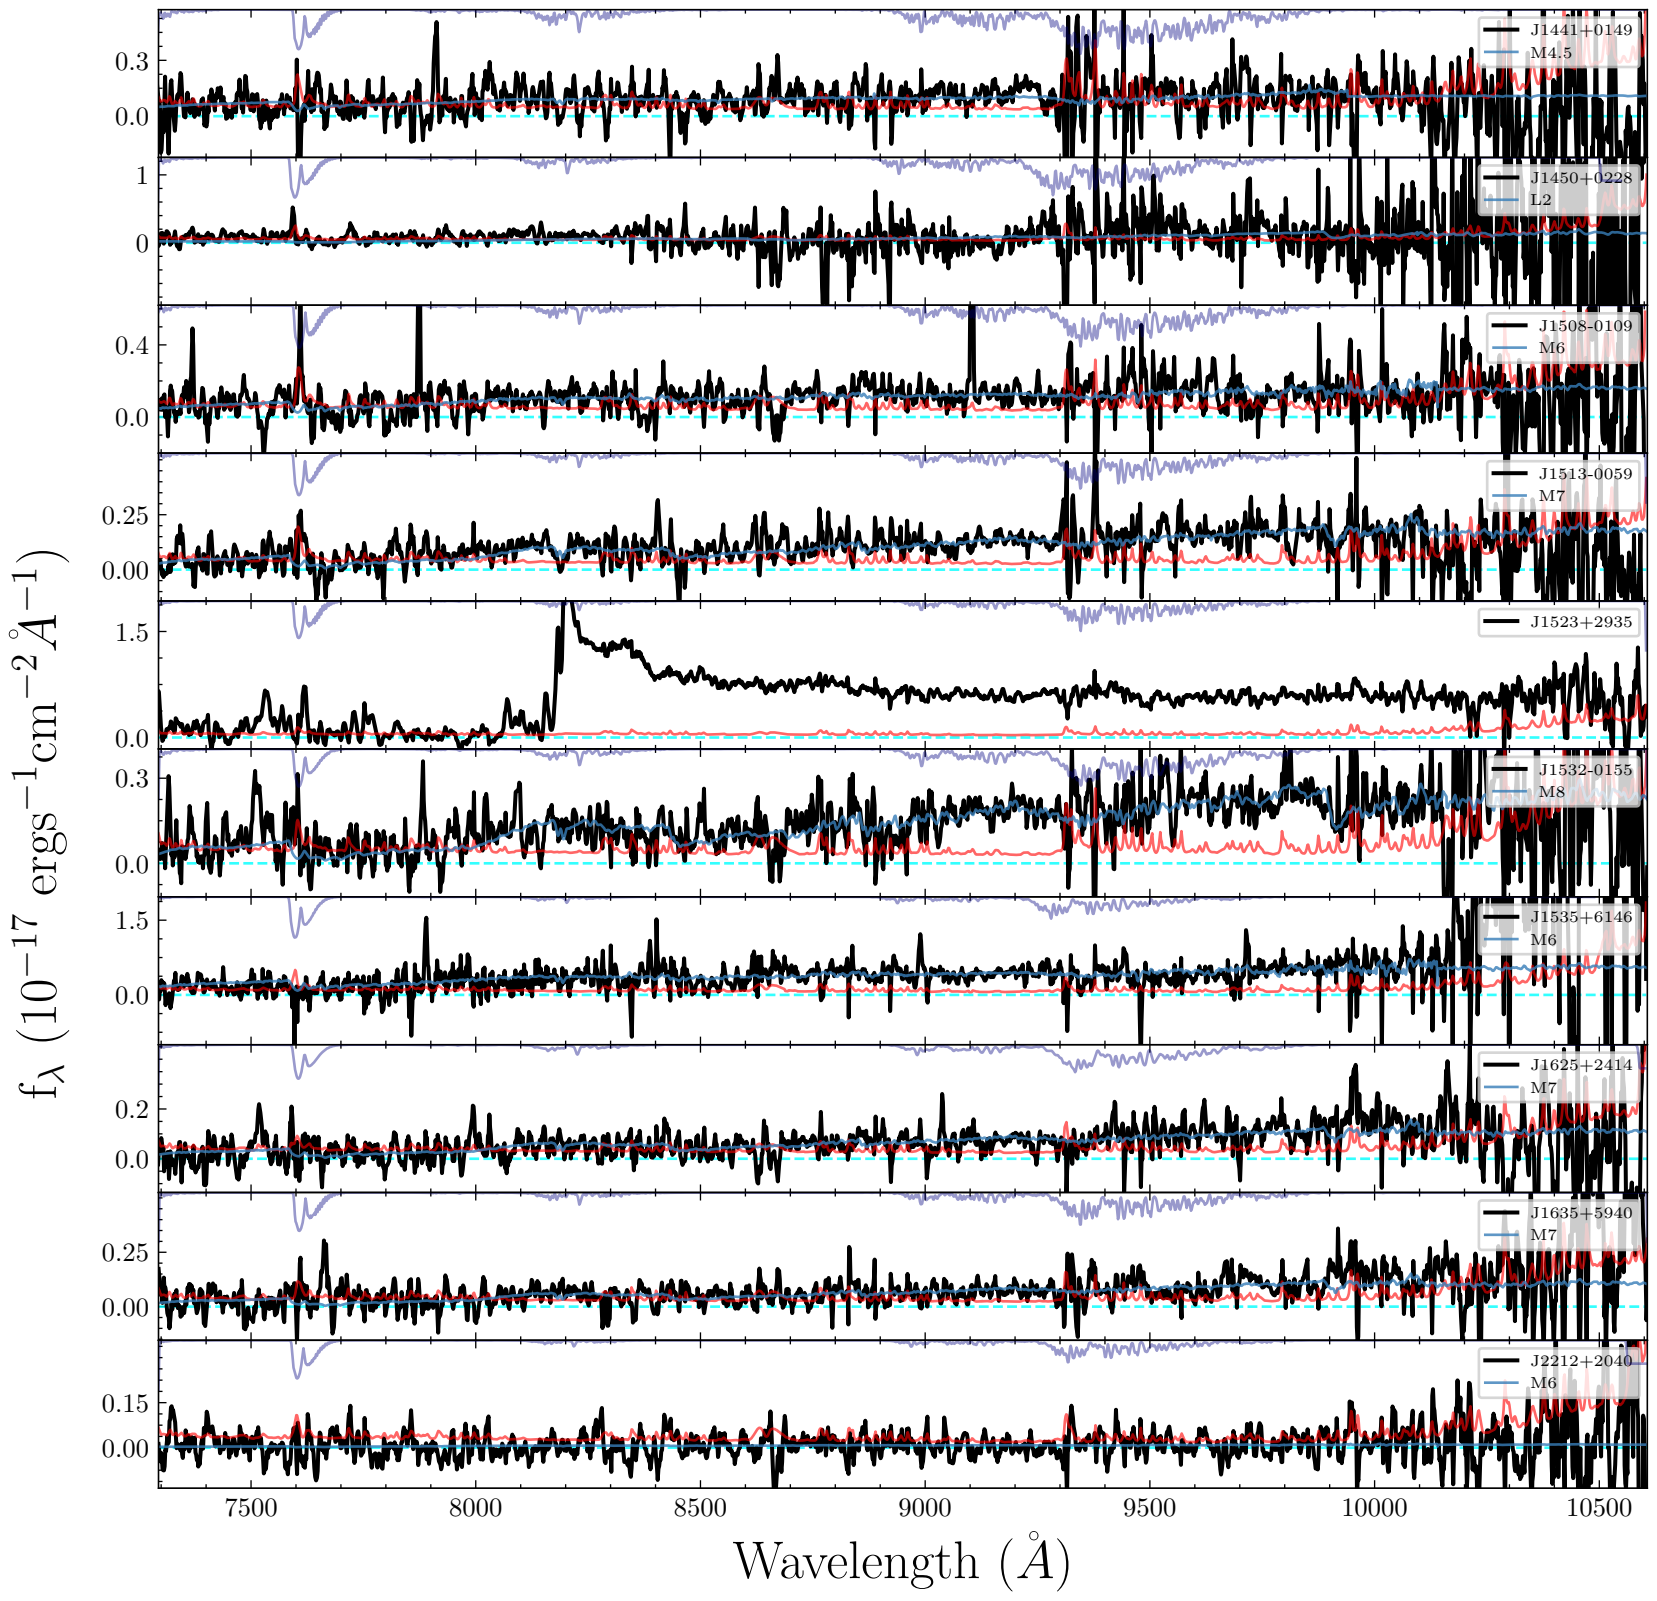 0.3
0.0
J1441+0149
M4.5
1
0
J1450+0228
L2
0.4
0.0
J1508-0109
M6
0.25
0.00
J1513-0059
M7
1.5
0.0
J1523+2935
0.3
0.0
J1532-0155
M8
1.5
0.0
J1535+6146
M6
0.2
0.0
J1625+2414
M7
0.25
0.00
J1635+5940
M7
0.15
0.00
J2212+2040
M6
7500 8000 8500 9000 9500 10000 10500
Wavelength (Å)
fλ (10−17 ergs−1cm−2Å−1)